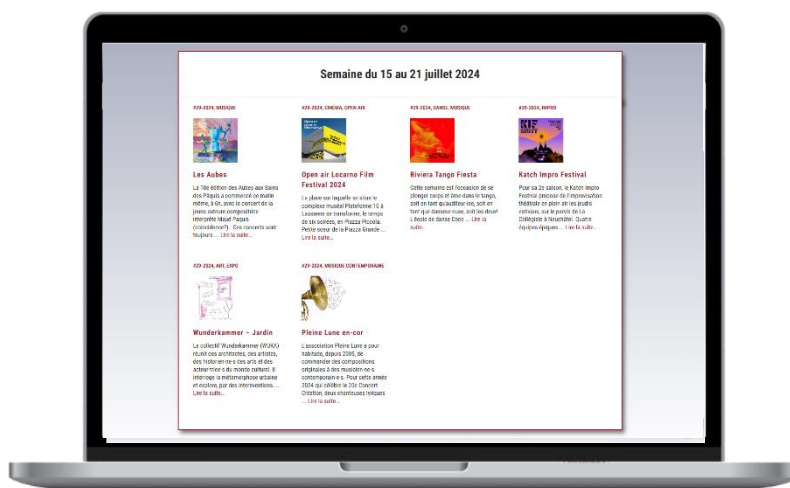 Semaine du 15 au 21 juillet 2024
#29-2024, MUSIQUE
Les Aubes
La 18e édition des Aubes aux Bains
des Pâquis a commencé ce matin
même, à 6h, avec le concert de la
jeune auteur-compositrice-
interprète Maud Paquis
(coïncidence?). Ces concerts sont
toujours ... Lire la suite...
#29-2024, CINÉMA, OPEN AIR
Open air Locarno Film
Festival 2024
La place sur laquelle se situe le
complexe muséal Plateforme 10 à
Lausanne se transforme, le temps
de six soirées, en Piazza Piccola.
Petite sœur de la Piazza Grande ...
Lire la suite...
#29-2024, DANSE, MUSIQUE
Riviera Tango Fiesta
Cette semaine est l'occasion de se
plonger corps et âme dans le tango,
soit en tant qu'auditeur·ice, soit en
tant que danseur·euse, soit les deux!
L'école de danse Coco ... Lire la
suite...
#29-2024, IMPRO
Katch Impro Festival
Pour sa 2e saison, le Katch Impro
Festival propose de l'improvisation
théâtrale en plein air les jeudis
estivaux, sur le parvis de La
Collégiale à Neuchâtel. Quatre
équipes épiques ... Lire la suite...
#29-2024, ART, EXPO
Wunderkammer – Jardin
Le collectif Wunderkammer (WÜKA)
réunit des architectes, des artistes,
des historien·ne·s des arts et des
acteur·trice·s du monde culturel. Il
interroge la métamorphose urbaine
et explore, par des interventions ...
Lire la suite...
#29-2024, MUSIQUE CONTEMPORAINE
Pleine Lune en-cor
L'association Pleine Lune a pour
habitude, depuis 2005, de
commander des compositions
originales à des musicien·ne·s
contemporain·e·s. Pour cette année
2024 qui célèbre le 20e Concert
Création, deux chanteuses lyriques
... Lire la suite...